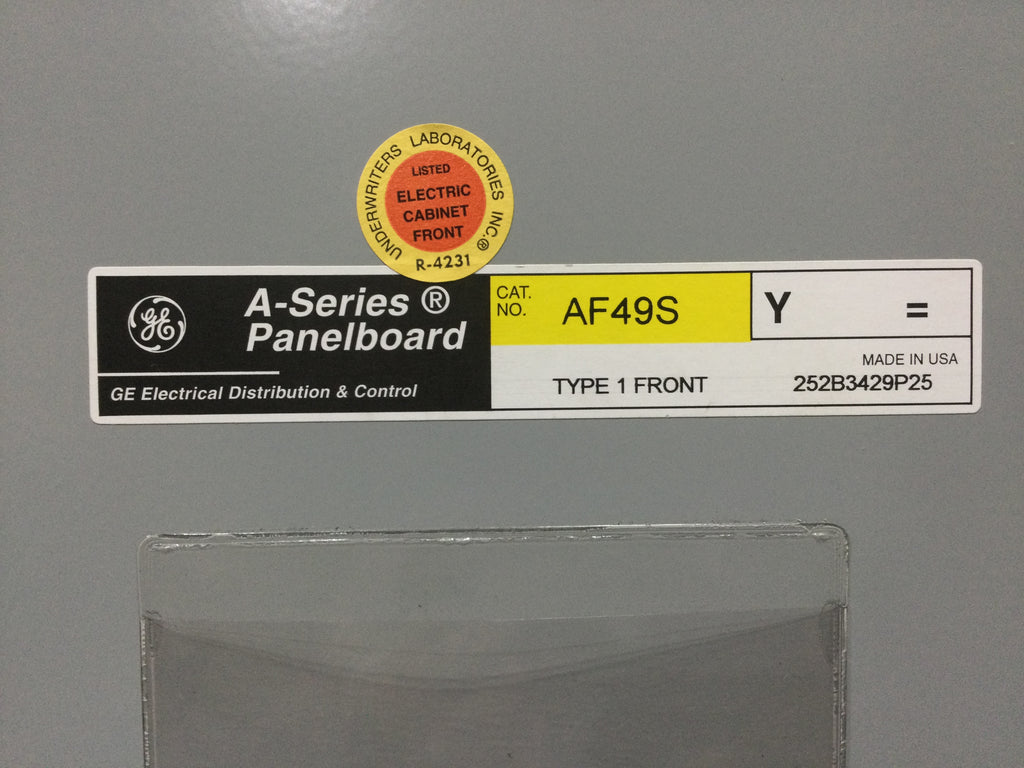 UNDERWRITERS LABORATORIES INC.®
LISTED
ELECTRIC
CABINET
FRONT
R-4231
GE
A-Series ®
Panelboard
GE Electrical Distribution & Control
CAT.
NO.
AF49S
Y =
MADE IN USA
TYPE 1 FRONT 252B3429P25